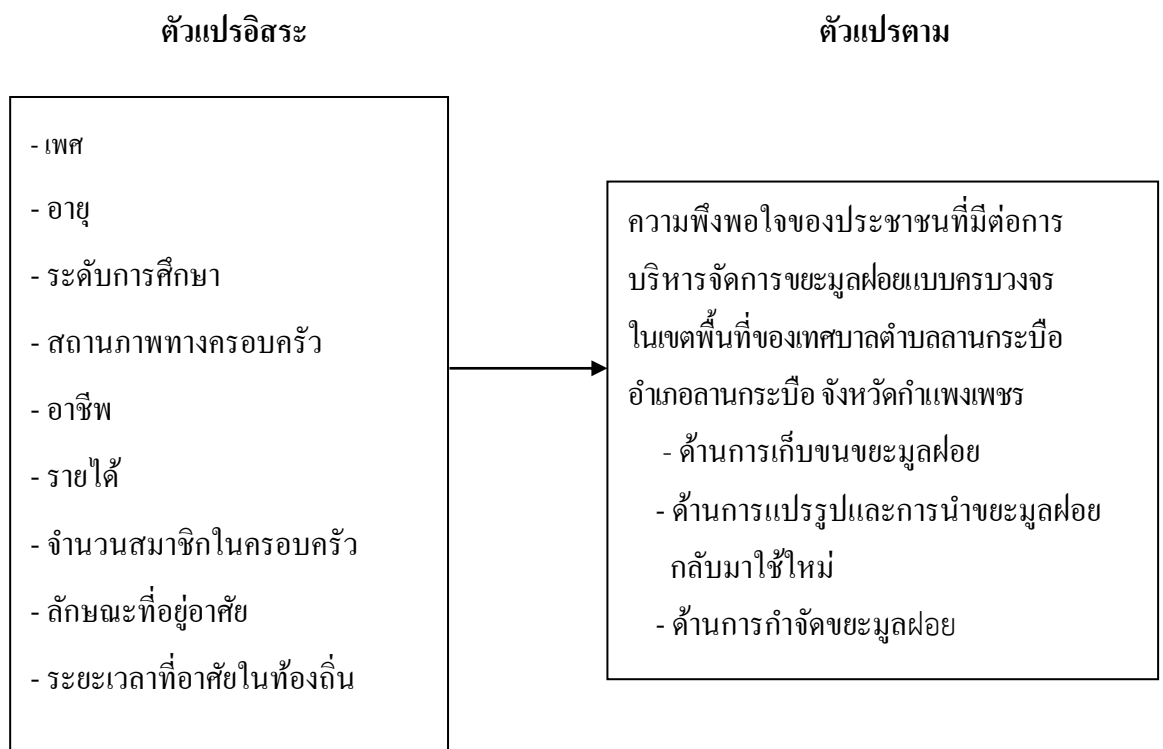 ตัวแปรอิสระ
ตัวแปรตาม
- เพศ
- อายุ
- ระดับการศึกษา
- สถานภาพทางครอบครัว
- อาชีพ
- รายได้
- จำนวนสมาชิกในครอบครัว
- ลักษณะที่อยู่อาศัย
- ระยะเวลาที่อาศัยในท้องถิ่น
ความพึงพอใจของประชาชนที่มีต่อการ
บริหารจัดการขยะมูลฝอยแบบครบวงจร
ในเขตพื้นที่ของเทศบาลตำบลลานกระบือ
อำเภอลานกระบือ จังหวัดกำแพงเพชร
- ด้านการเก็บขนขยะมูลฝอย
- ด้านการแปรรูปและการนำขยะมูลฝอย
กลับมาใช้ใหม่
- ด้านการกำจัดขยะมูลฝอย